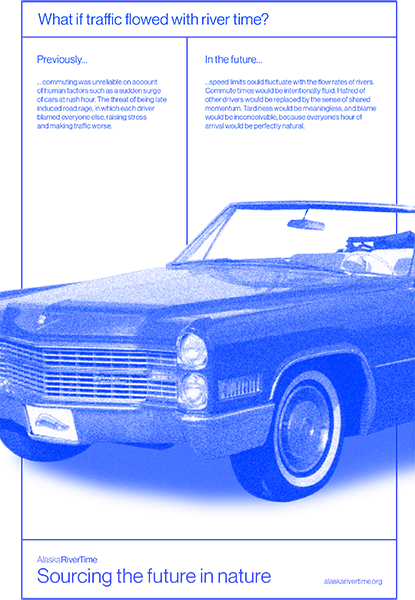 What if traffic flowed with river time?
Previously...
...commuting was unreliable on account
of human factors such as a sudden surge
of cars at rush hour. The threat of being late
induced road rage, in which each driver
blamed everyone else, raising stress
and making traffic worse.
In the future...
...speed limits could fluctuate with the flow rates of rivers.
Commute times would be intentionally fluid. Hatred of
other drivers would be replaced by the sense of shared
momentum. Tardiness would be meaningless, and blame
would be inconceivable, because everyone's hour of
arrival would be perfectly natural.
Alaska RiverTime
Sourcing the future in nature
alaskarivertime.org